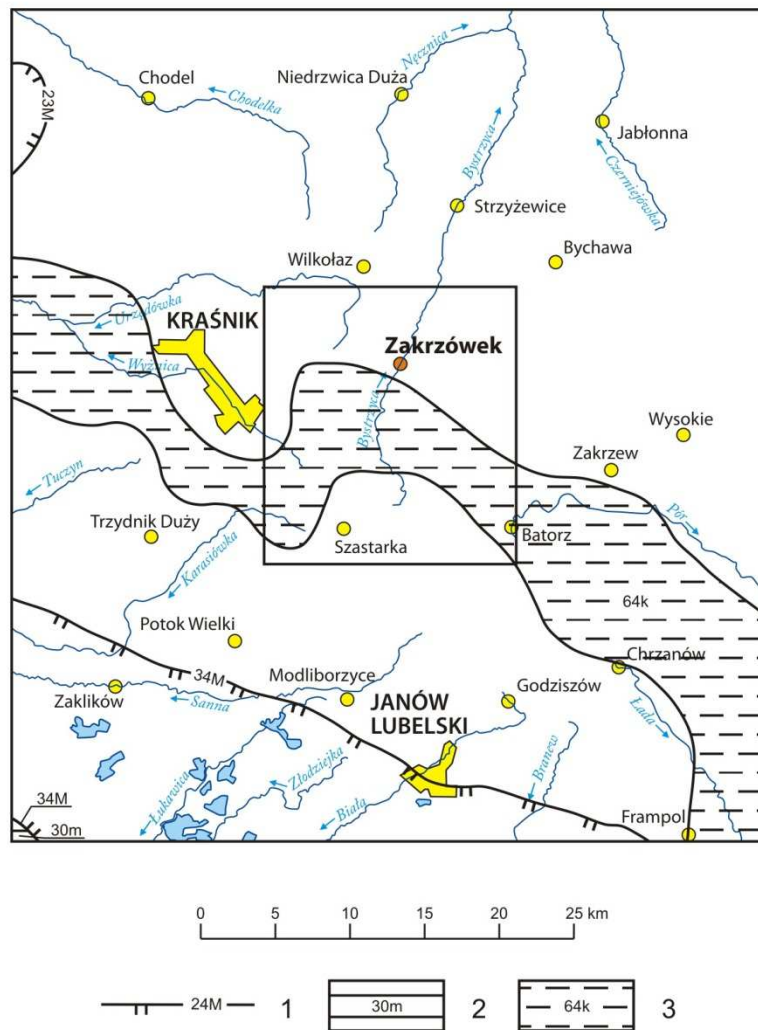 Nęcznica
Chodel
Niedrzwica Duża
Chodelka
23M
Bystrzyca
Jabłonna
Czerniejówka
Strzyżewice
Wilkołaz
Bychawa
Urzędówka
KRAŚNIK
Zakrzówek
Wyżnica
Bystrzyca
Wysokie
Zakrzew
Tuczyn
Pór
Trzydnik Duży
Szastarka
Batorz
Karasiówka
64k
Potok Wielki
34M
Modliborzyce
Chrzanów
Zaklików
Sanna
JANÓW
LUBELSKI
Godziszów
Łada
Branew
Złodziejka
Łukawica
Biała
34M
30m
Frampol
0 5 10 15 20 25 km
24M 1 30m 2 64k 3